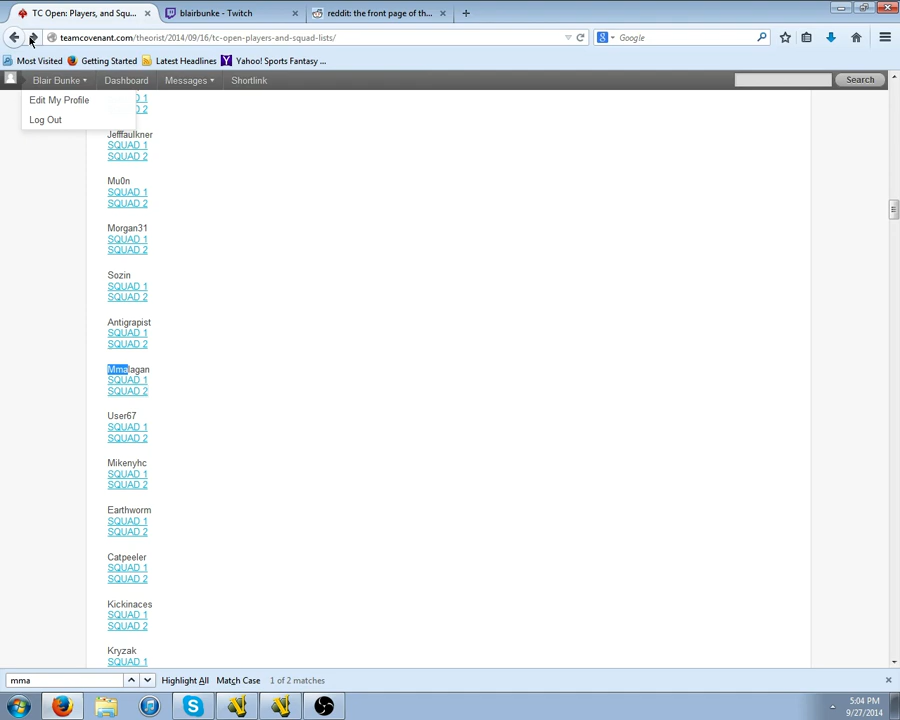 TC Open: Players, and Squ...
blairbunke - Twitch
reddit: the front page of th...
teamcovenant.com/theorist/2014/09/16/tc-open-players-and-squad-lists/
Google
Most Visited
Getting Started
Latest Headlines
Yahoo! Sports Fantasy ...
Blair Bunke
Dashboard
Messages
Shortlink
Search
Edit My Profile
Log Out
D 1
D 2
Jefffaulkner
SQUAD 1
SQUAD 2
Mu0n
SQUAD 1
SQUAD 2
Morgan31
SQUAD 1
SQUAD 2
Sozin
SQUAD 1
SQUAD 2
Antigrapist
SQUAD 1
SQUAD 2
Mmalagan
SQUAD 1
SQUAD 2
User67
SQUAD 1
SQUAD 2
Mikenyhc
SQUAD 1
SQUAD 2
Earthworm
SQUAD 1
SQUAD 2
Catpeeler
SQUAD 1
SQUAD 2
Kickinaces
SQUAD 1
SQUAD 2
Kryzak
SQUAD 1
mma
Highlight All
Match Case
1 of 2 matches
5:04 PM
9/27/2014